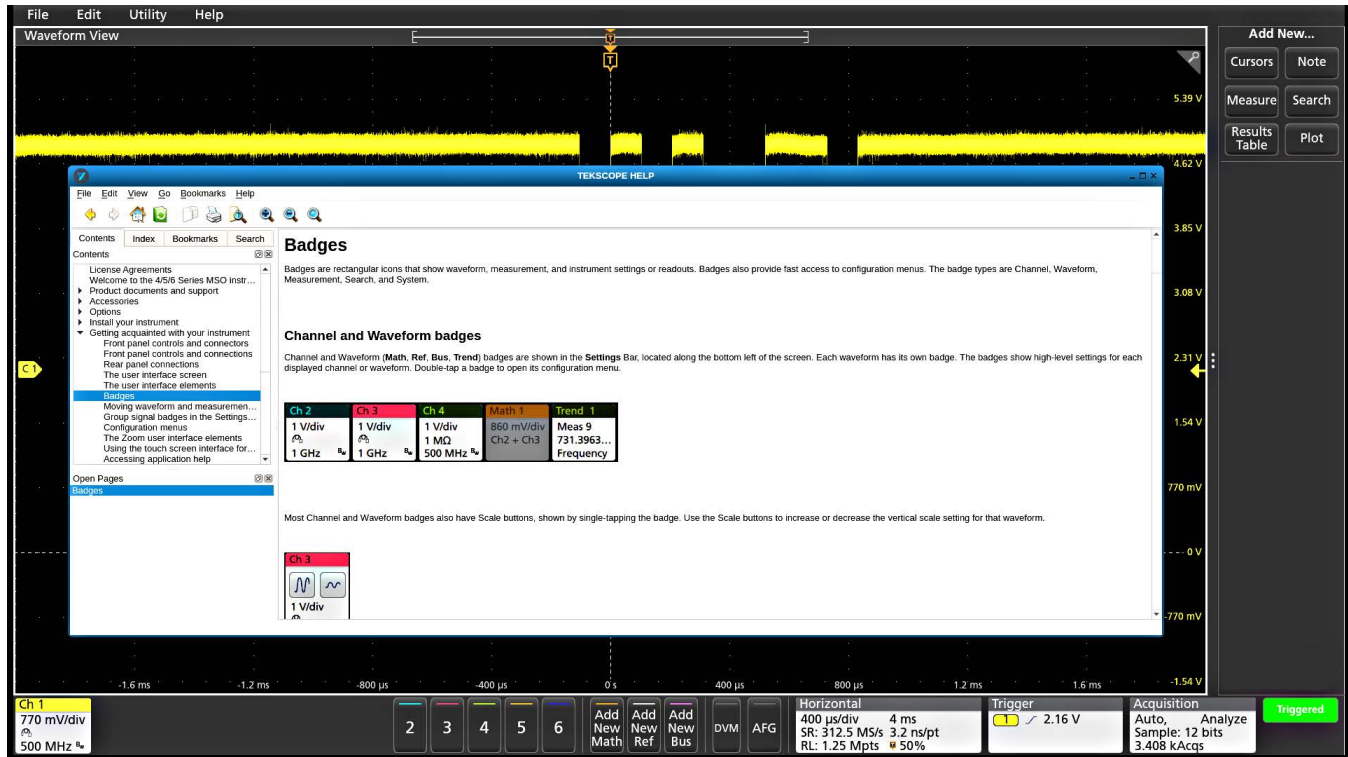 File Edit Utility Help
Waveform View
Add New...
Cursors Note
Measure Search
Results
Table
Plot
T
T
5.39 V
4.62 V
3.85 V
3.08 V
2.31 V
1.54 V
770 mV
0 V
-770 mV
-1.54 V
C 1
TEKSCOPE HELP
File Edit View Go Bookmarks Help
Contents Index Bookmarks Search
Contents
License Agreements
Welcome to the 4/5/6 Series MSO instr...
Product documents and support
Accessories
Options
Install your instrument
Getting acquainted with your instrument
Front panel controls and connectors
Front panel controls and connections
Rear panel connections
The user interface screen
The user interface elements
Badges
Moving waveform and measuremen...
Group signal badges in the Settings...
Configuration menus
The Zoom user interface elements
Using the touch screen interface for...
Accessing application help
Open Pages
Badges
Badges
Badges are rectangular icons that show waveform, measurement, and instrument settings or readouts. Badges also provide fast access to configuration menus. The badge types are Channel, Waveform,
Measurement, Search, and System.
Channel and Waveform badges
Channel and Waveform (Math, Ref, Bus, Trend) badges are shown in the Settings Bar, located along the bottom left of the screen. Each waveform has its own badge. The badges show high-level settings for each
displayed channel or waveform. Double-tap a badge to open its configuration menu.
Ch 2
1 V/div
1 GHz Bw
Ch 3
1 V/div
1 GHz Bw
Ch 4
1 V/div
1 MΩ
500 MHz Bw
Math 1
860 mV/div
Ch2 + Ch3
Trend 1
Meas 9
731.3963...
Frequency
Most Channel and Waveform badges also have Scale buttons, shown by single-tapping the badge. Use the Scale buttons to increase or decrease the vertical scale setting for that waveform.
Ch 3
1 V/div
-1.6 ms -1.2 ms -800 µs -400 µs 0 s 400 µs 800 µs 1.2 ms 1.6 ms
Ch 1
770 mV/div
500 MHz Bw
2 3 4 5 6
Add
New
Math
Add
New
Ref
Add
New
Bus
DVM
AFG
Horizontal
400 µs/div 4 ms
SR: 312.5 MS/s 3.2 ns/pt
RL: 1.25 Mpts 50%
Trigger
1 2.16 V
Acquisition
Auto, Analyze
Sample: 12 bits
3.408 kAcqs
Triggered